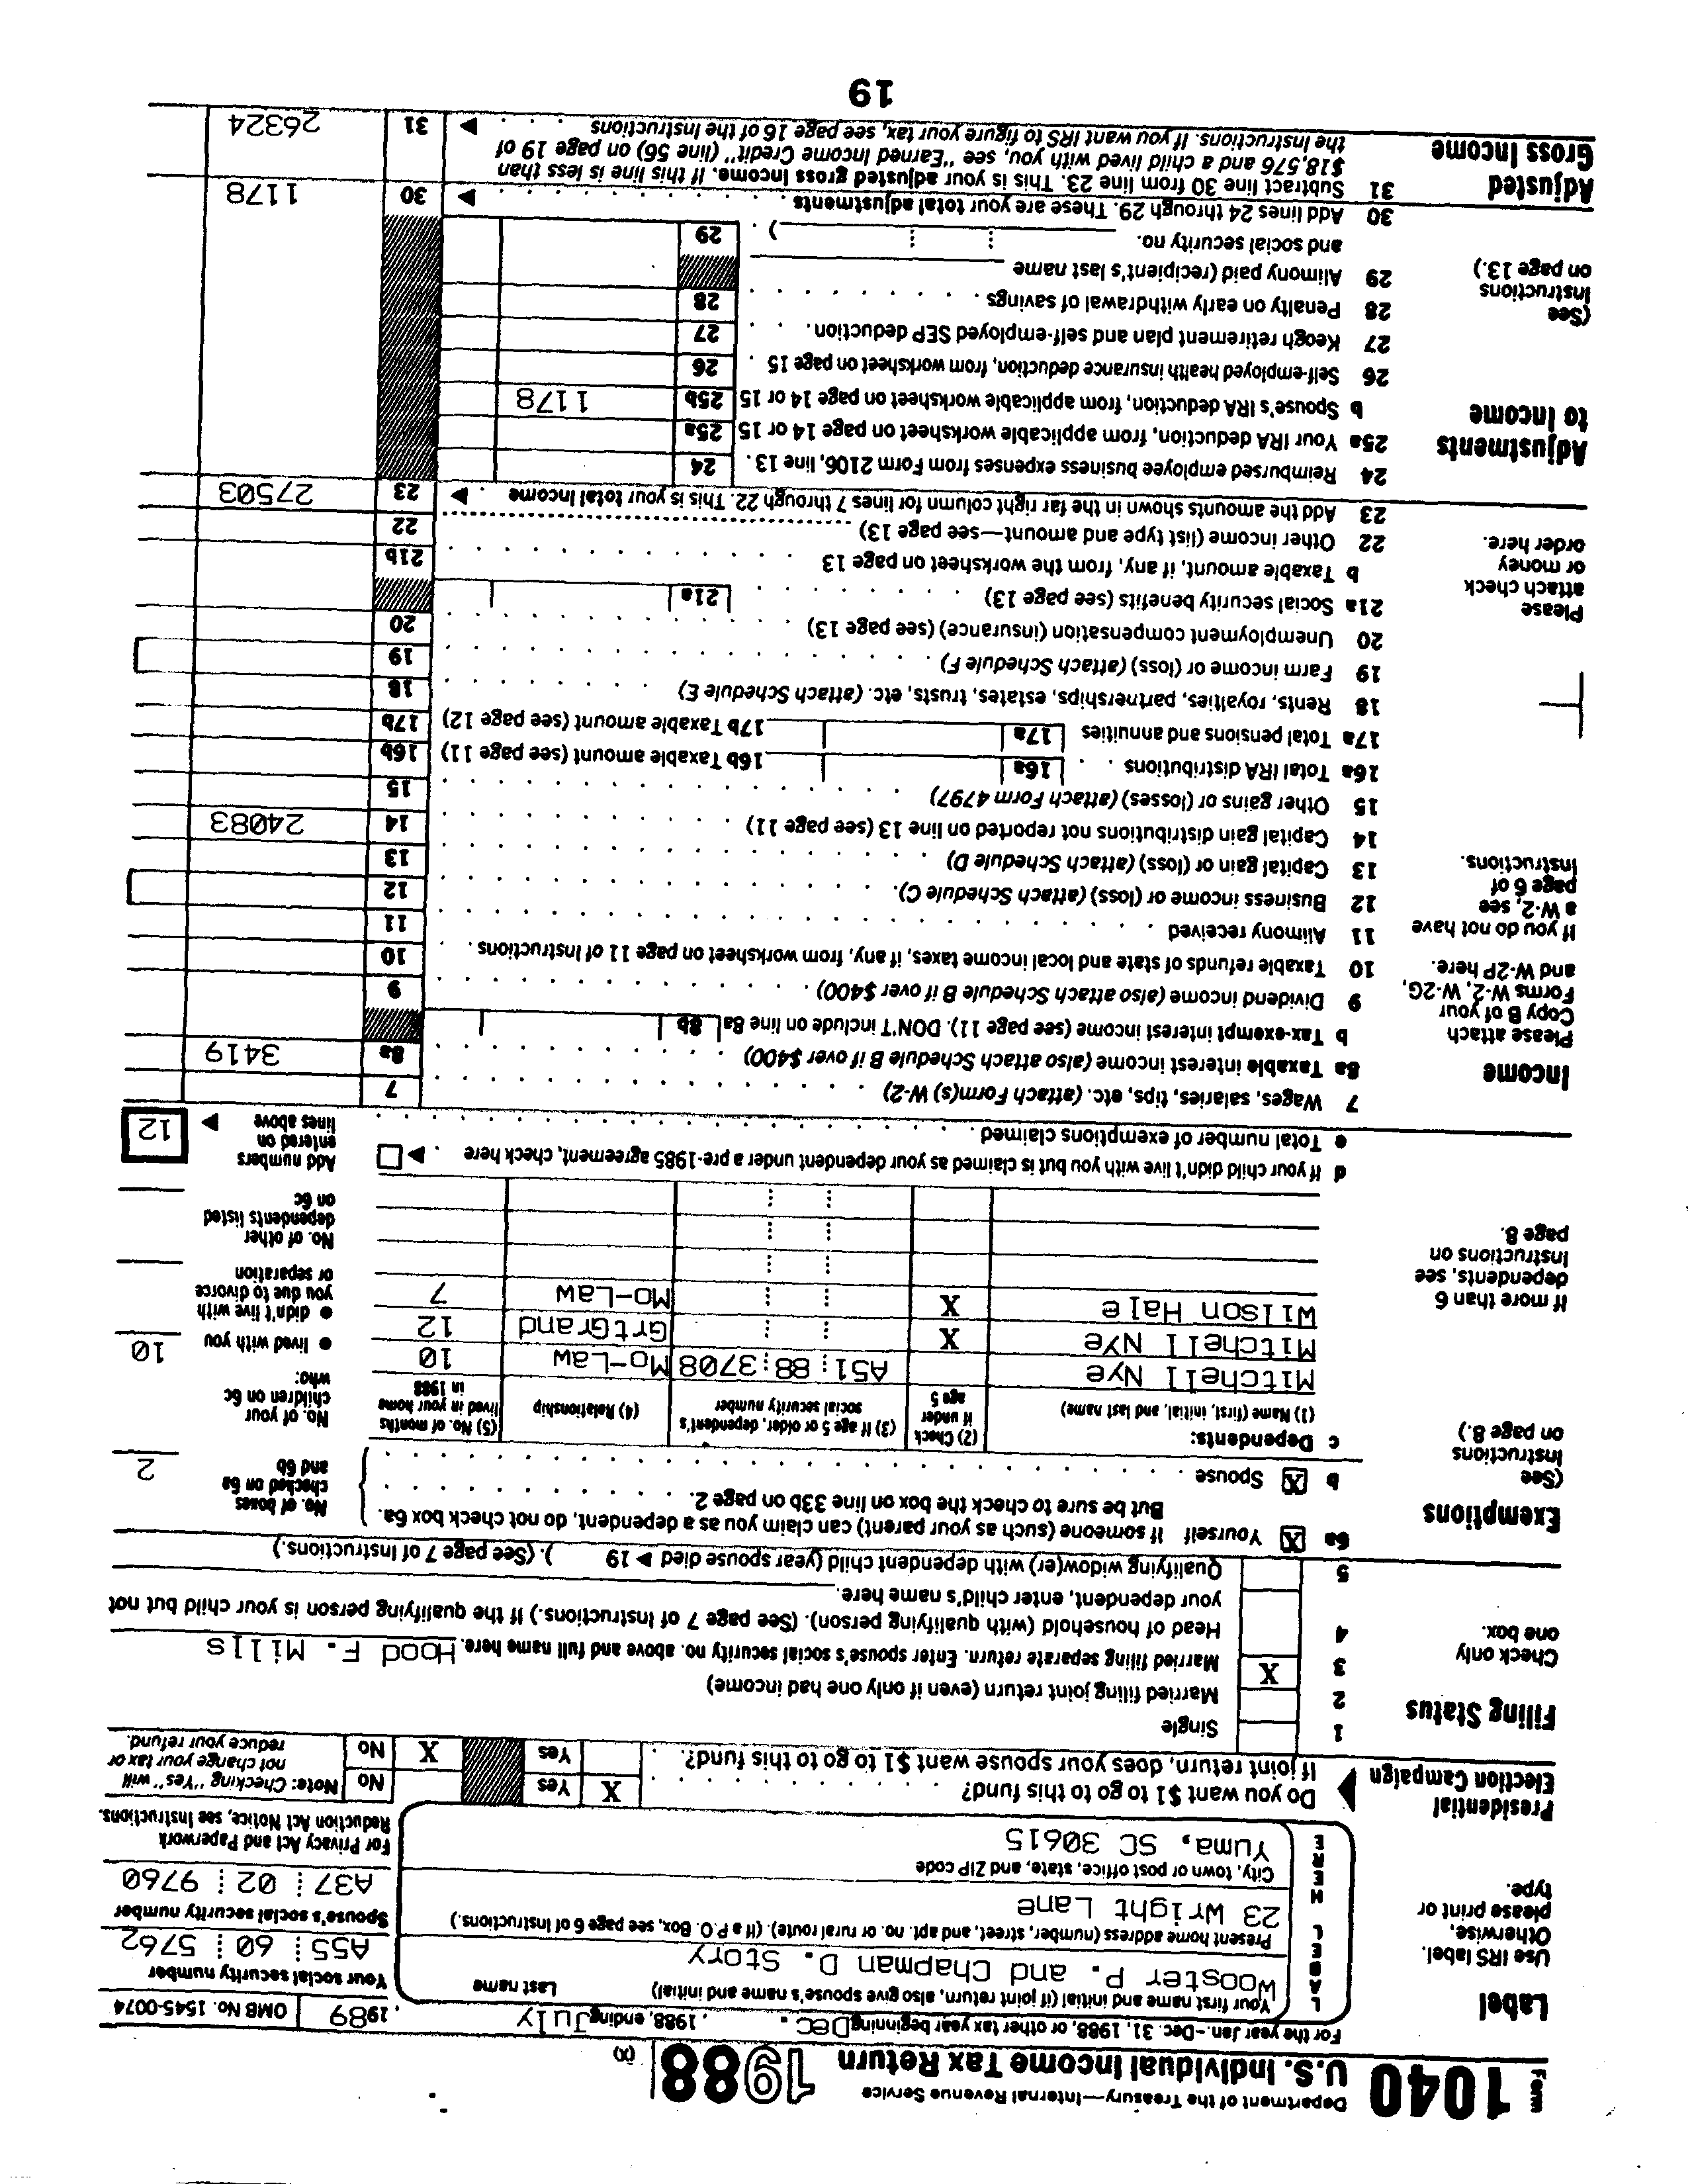 Form 1040 Department of the Treasury—Internal Revenue Service
U.S. Individual Income Tax Return 1988 (X)
For the year Jan.–Dec. 31, 1988, or other tax year beginning Dec. , 1988, ending July , 1989 OMB No. 1545-0074
Label
Use IRS label. Otherwise, please print or type.
LABEL HERE
Your first name and initial (if joint return, also give spouse's name and initial) Last name
Wooster P. and Chapman D. Story
Your social security number
A55 60 5762
Present home address (number, street, and apt. no. or rural route). (If a P.O. Box, see page 6 of Instructions.)
23 Wright Lane
Spouse's social security number
A37 02 9760
City, town or post office, state, and ZIP code
Yuma, SC 30615
For Privacy Act and Paperwork Reduction Act Notice, see Instructions.
Presidential Election Campaign
Do you want $1 to go to this fund? X Yes No
If joint return, does your spouse want $1 to go to this fund? Yes X No
Note: Checking "Yes" will not change your tax or reduce your refund.
Filing Status
Check only one box.
1 Single
2 Married filing joint return (even if only one had income)
3 X Married filing separate return. Enter spouse's social security no. above and full name here. Hood F. Mills
4 Head of household (with qualifying person). (See page 7 of Instructions.) If the qualifying person is your child but not
your dependent, enter child's name here.
5 Qualifying widow(er) with dependent child (year spouse died ▶ 19 ). (See page 7 of Instructions.)
Exemptions
(See Instructions on page 8.)
6a X Yourself If someone (such as your parent) can claim you as a dependent, do not check box 6a.
But be sure to check the box on line 33b on page 2.
b X Spouse
No. of boxes checked on 6a and 6b 2
c Dependents:
(1) Name (first, initial, and last name) (2) Check if under age 5 (3) If age 5 or older, dependent's social security number (4) Relationship (5) No. of months lived in your home in 1988
Mitchell Nye A51 88 3708 Mo-Law 10
Mitchell NYe X GrtGrand 12
Wilson Hale X Mo-Law 7
No. of your children on 6c who:
● lived with you 10
● didn't live with you due to divorce or separation
No. of other dependents listed on 6c
If more than 6 dependents, see Instructions on page 8.
d If your child didn't live with you but is claimed as your dependent under a pre-1985 agreement, check here ▶
e Total number of exemptions claimed
Add numbers entered on lines above ▶ 12
Income
Please attach Copy B of your Forms W-2, W-2G, and W-2P here.
If you do not have a W-2, see page 6 of Instructions.
Please attach check or money order here.
7 Wages, salaries, tips, etc. (attach Form(s) W-2) 7
8a Taxable interest income (also attach Schedule B if over $400) 8a 3419
b Tax-exempt interest income (see page 11). DON'T include on line 8a 8b
9 Dividend income (also attach Schedule B if over $400) 9
10 Taxable refunds of state and local income taxes, if any, from worksheet on page 11 of Instructions 10
11 Alimony received 11
12 Business income or (loss) (attach Schedule C) 12
13 Capital gain or (loss) (attach Schedule D) 13
14 Capital gain distributions not reported on line 13 (see page 11) 14 24083
15 Other gains or (losses) (attach Form 4797) 15
16a Total IRA distributions 16a 16b Taxable amount (see page 11) 16b
17a Total pensions and annuities 17a 17b Taxable amount (see page 12) 17b
18 Rents, royalties, partnerships, estates, trusts, etc. (attach Schedule E) 18
19 Farm income or (loss) (attach Schedule F) 19
20 Unemployment compensation (insurance) (see page 13) 20
21a Social security benefits (see page 13) 21a
b Taxable amount, if any, from the worksheet on page 13 21b
22 Other income (list type and amount—see page 13) 22
23 Add the amounts shown in the far right column for lines 7 through 22. This is your total income ▶ 23 27503
Adjustments to Income
(See Instructions on page 13.)
24 Reimbursed employee business expenses from Form 2106, line 13 24
25a Your IRA deduction, from applicable worksheet on page 14 or 15 25a
b Spouse's IRA deduction, from applicable worksheet on page 14 or 15 25b 1178
26 Self-employed health insurance deduction, from worksheet on page 15 26
27 Keogh retirement plan and self-employed SEP deduction 27
28 Penalty on early withdrawal of savings 28
29 Alimony paid (recipient's last name
and social security no. ) 29
30 Add lines 24 through 29. These are your total adjustments ▶ 30 1178
Adjusted Gross Income
31 Subtract line 30 from line 23. This is your adjusted gross income. If this line is less than
$18,576 and a child lived with you, see "Earned Income Credit" (line 56) on page 19 of
the Instructions. If you want IRS to figure your tax, see page 16 of the Instructions ▶ 31 26324
19